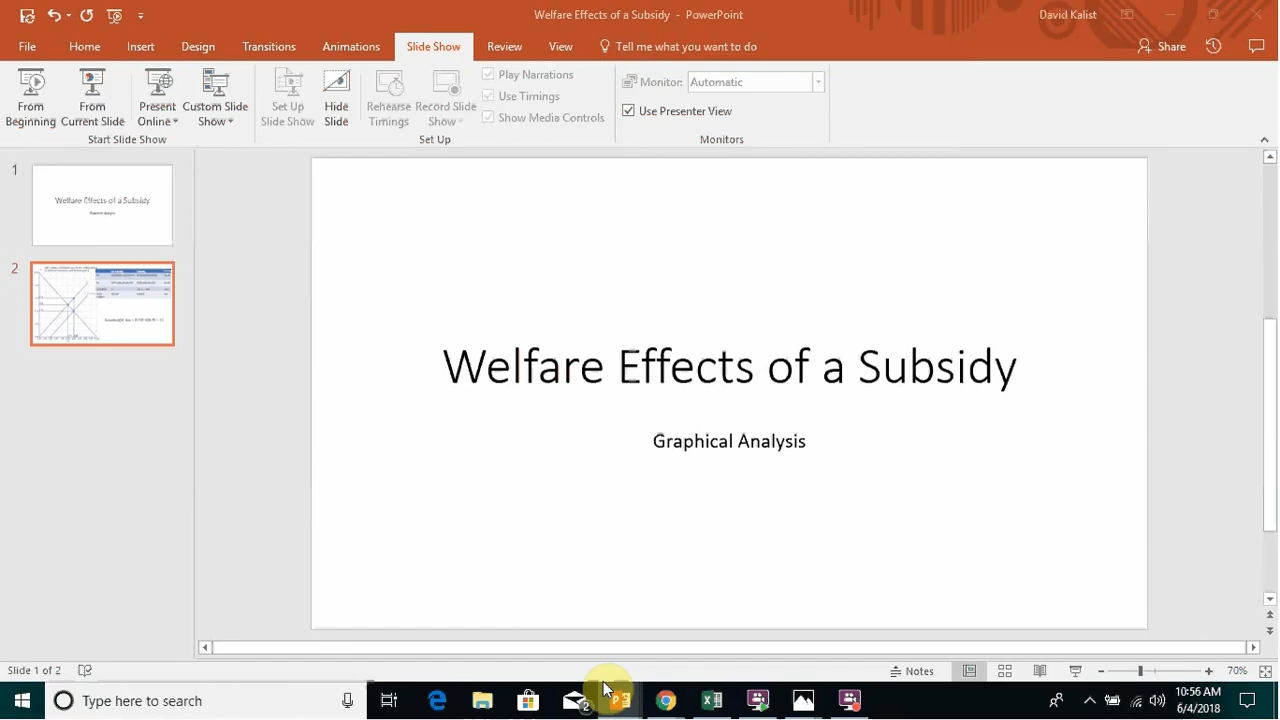 Welfare Effects of a Subsidy - PowerPoint
David Kalist
File
Home
Insert
Design
Transitions
Animations
Slide Show
Review
View
Tell me what you want to do
Share
From Beginning
From Current Slide
Present Online
Custom Slide Show
Set Up Slide Show
Hide Slide
Rehearse Timings
Record Slide Show
Play Narrations
Use Timings
Show Media Controls
Monitor:
Automatic
Use Presenter View
Start Slide Show
Set Up
Monitors
1
Welfare Effects of a Subsidy
Graphical Analysis
2
Welfare Effects of a Subsidy
Graphical Analysis
Slide 1 of 2
Notes
70%
Type here to search
2
10:56 AM
6/4/2018